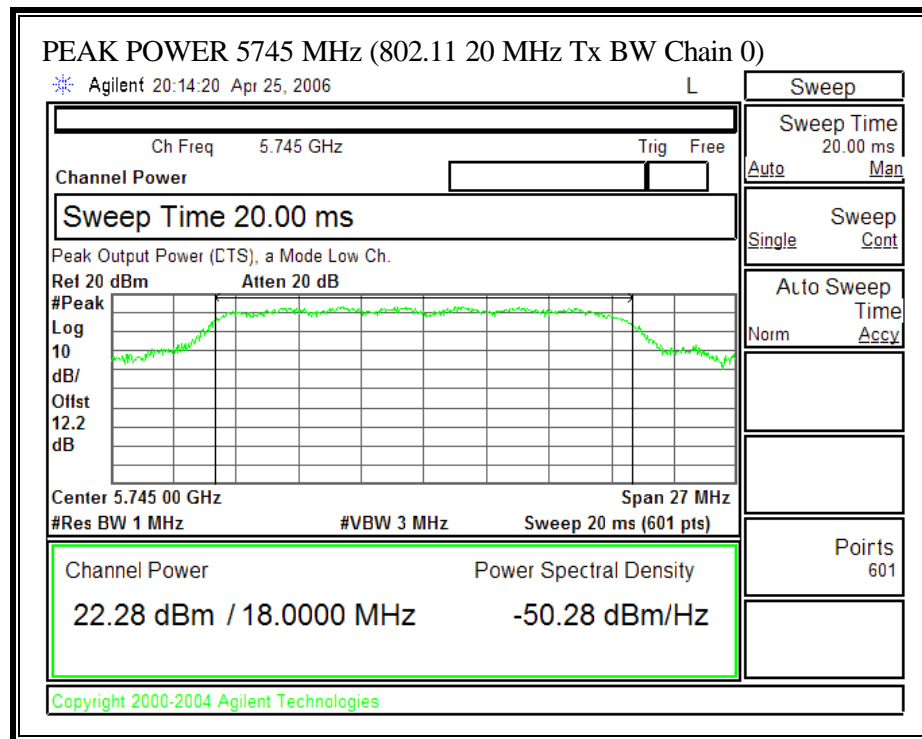 PEAK POWER 5745 MHz (802.11 20 MHz Tx BW Chain 0)
Agilent 20:14:20 Apr 25, 2006 L
Ch Freq 5.745 GHz Trig Free
Channel Power
Sweep Time 20.00 ms
Peak Output Power (DTS), a Mode Low Ch.
Ref 20 dBm Atten 20 dB
#Peak
Log
10
dB/
Offst
12.2
dB
Center 5.745 00 GHz Span 27 MHz
#Res BW 1 MHz #VBW 3 MHz Sweep 20 ms (601 pts)
Channel Power Power Spectral Density
22.28 dBm / 18.0000 MHz -50.28 dBm/Hz
Copyright 2000-2004 Agilent Technologies
Sweep
Sweep Time
20.00 ms
Auto Man
Sweep
Single Cont
Auto Sweep
Time
Norm Accy
Points
601